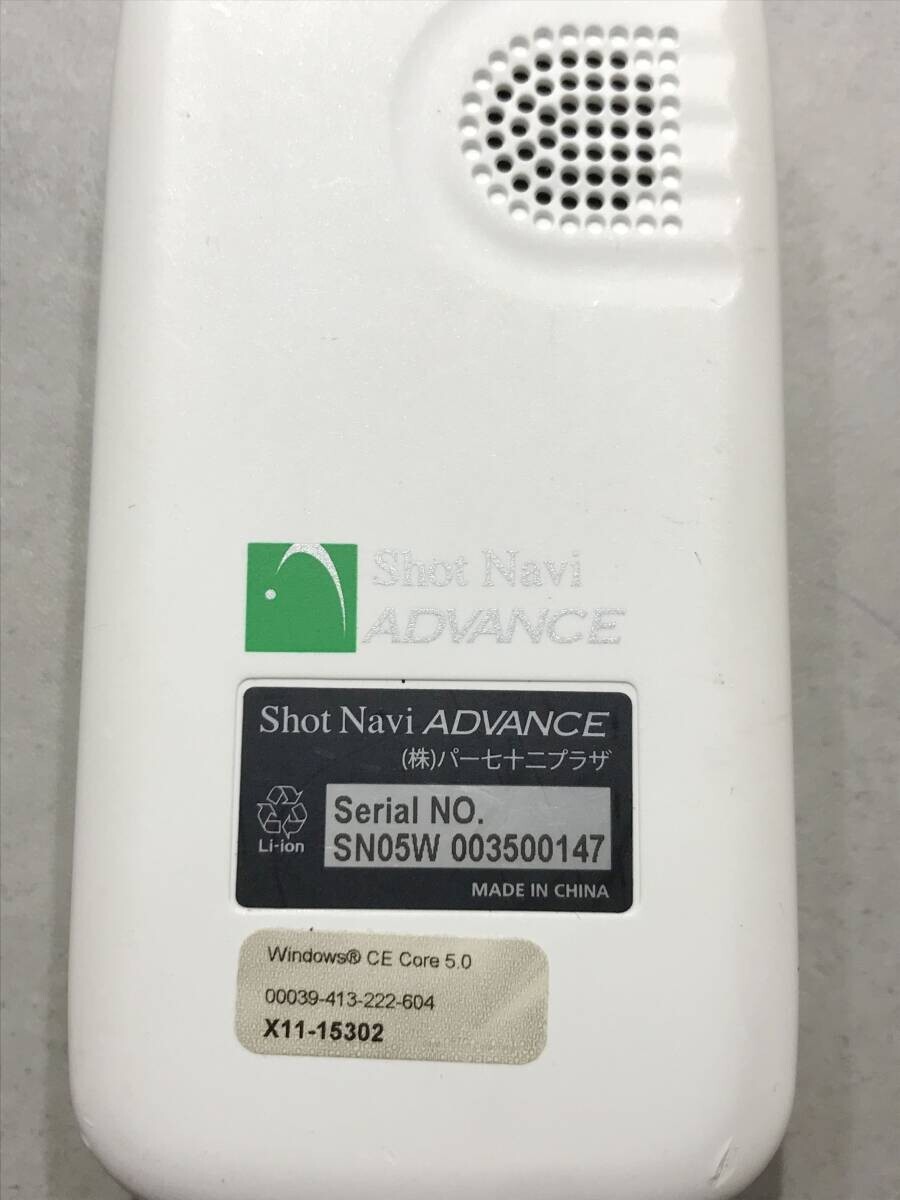 Shot Navi
ADVANCE
Shot Navi ADVANCE
(株)パー七十二プラザ
Li-ion
Serial NO.
SN05W 003500147
MADE IN CHINA
Windows® CE Core 5.0
00039-413-222-604
X11-15302